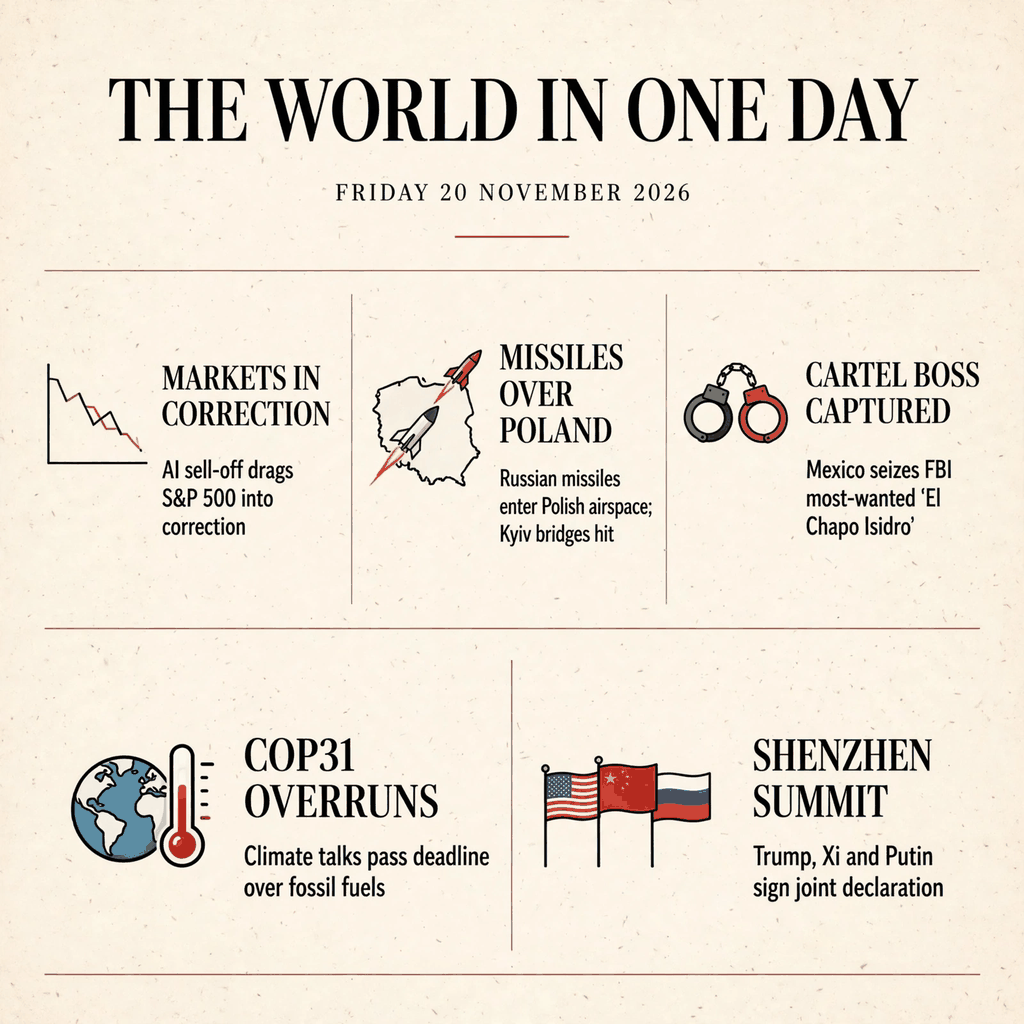 THE WORLD IN ONE DAY
FRIDAY 20 NOVEMBER 2026
MARKETS IN
CORRECTION
AI sell-off drags
S&P 500 into
correction
MISSILES
OVER
POLAND
Russian missiles
enter Polish airspace;
Kyiv bridges hit
CARTEL BOSS
CAPTURED
Mexico seizes FBI
most-wanted ‘El
Chapo Isidro’
COP31
OVERRUNS
Climate talks pass deadline
over fossil fuels
SHENZHEN
SUMMIT
Trump, Xi and Putin
sign joint declaration